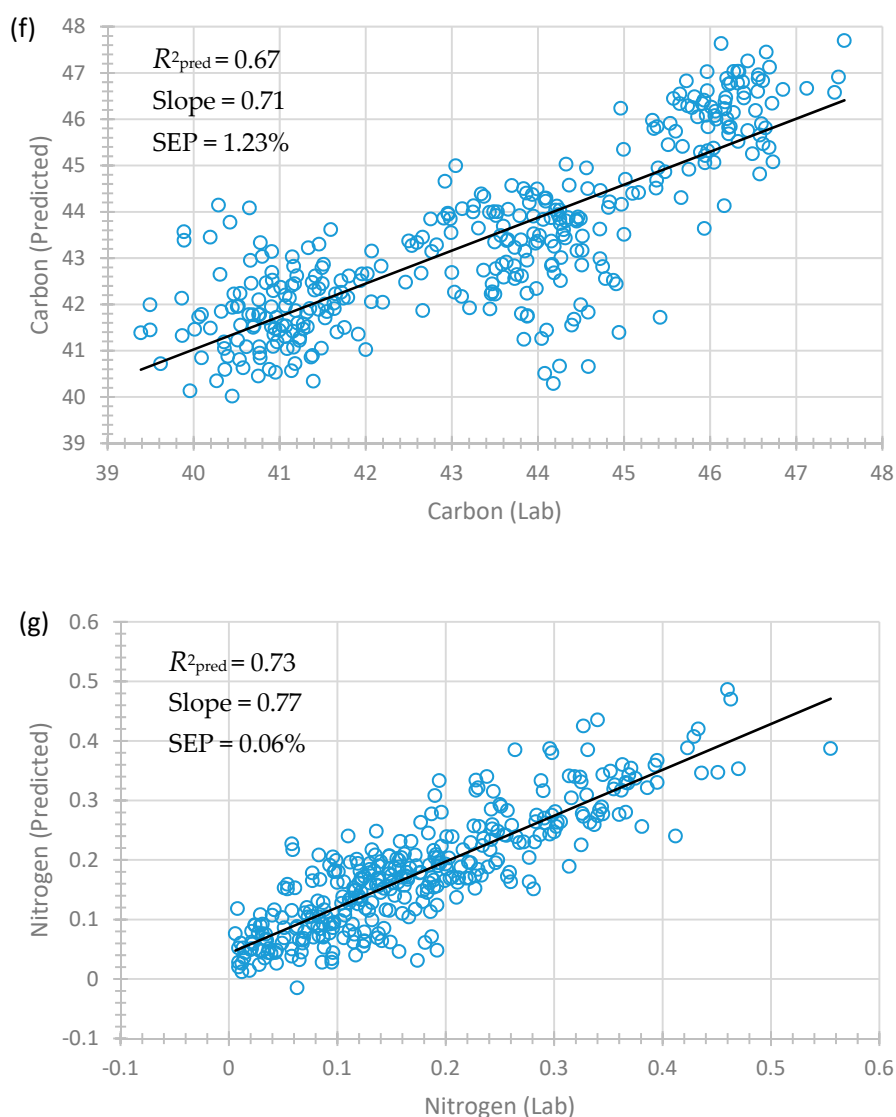 (f)
48
47
46
45
44
43
42
41
40
39
Carbon (Predicted)
R²pred = 0.67
Slope = 0.71
SEP = 1.23%
39 40 41 42 43 44 45 46 47 48
Carbon (Lab)
(g)
0.6
0.5
0.4
0.3
0.2
0.1
0
-0.1
Nitrogen (Predicted)
R²pred = 0.73
Slope = 0.77
SEP = 0.06%
-0.1 0 0.1 0.2 0.3 0.4 0.5 0.6
Nitrogen (Lab)